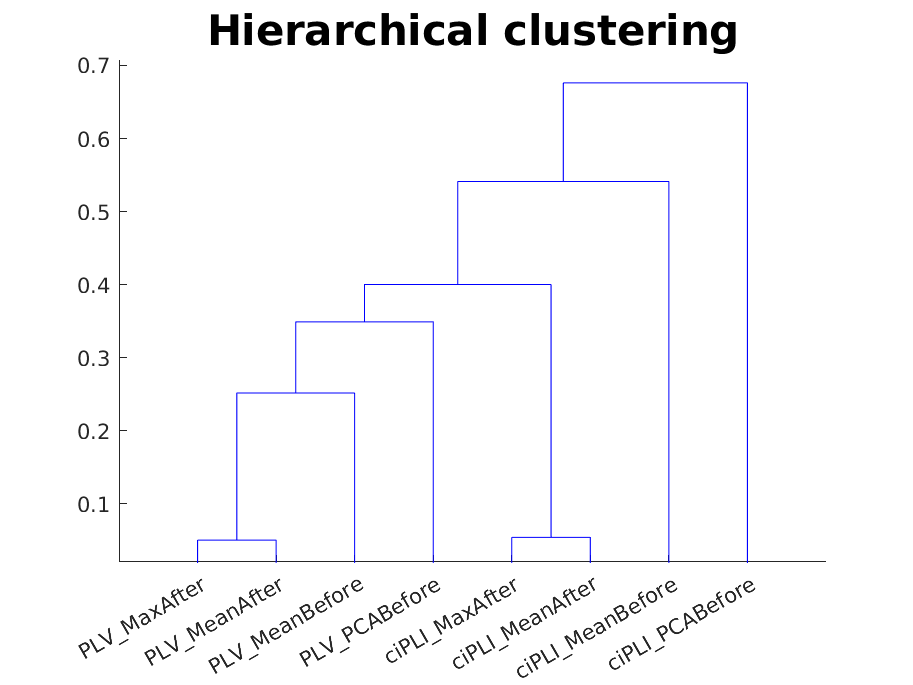 Hierarchical clustering
0.7
0.6
0.5
0.4
0.3
0.2
0.1
PLV_MaxAfter
PLV_MeanAfter
PLV_MeanBefore
PLV_PCABefore
ciPLI_MaxAfter
ciPLI_MeanAfter
ciPLI_MeanBefore
ciPLI_PCABefore